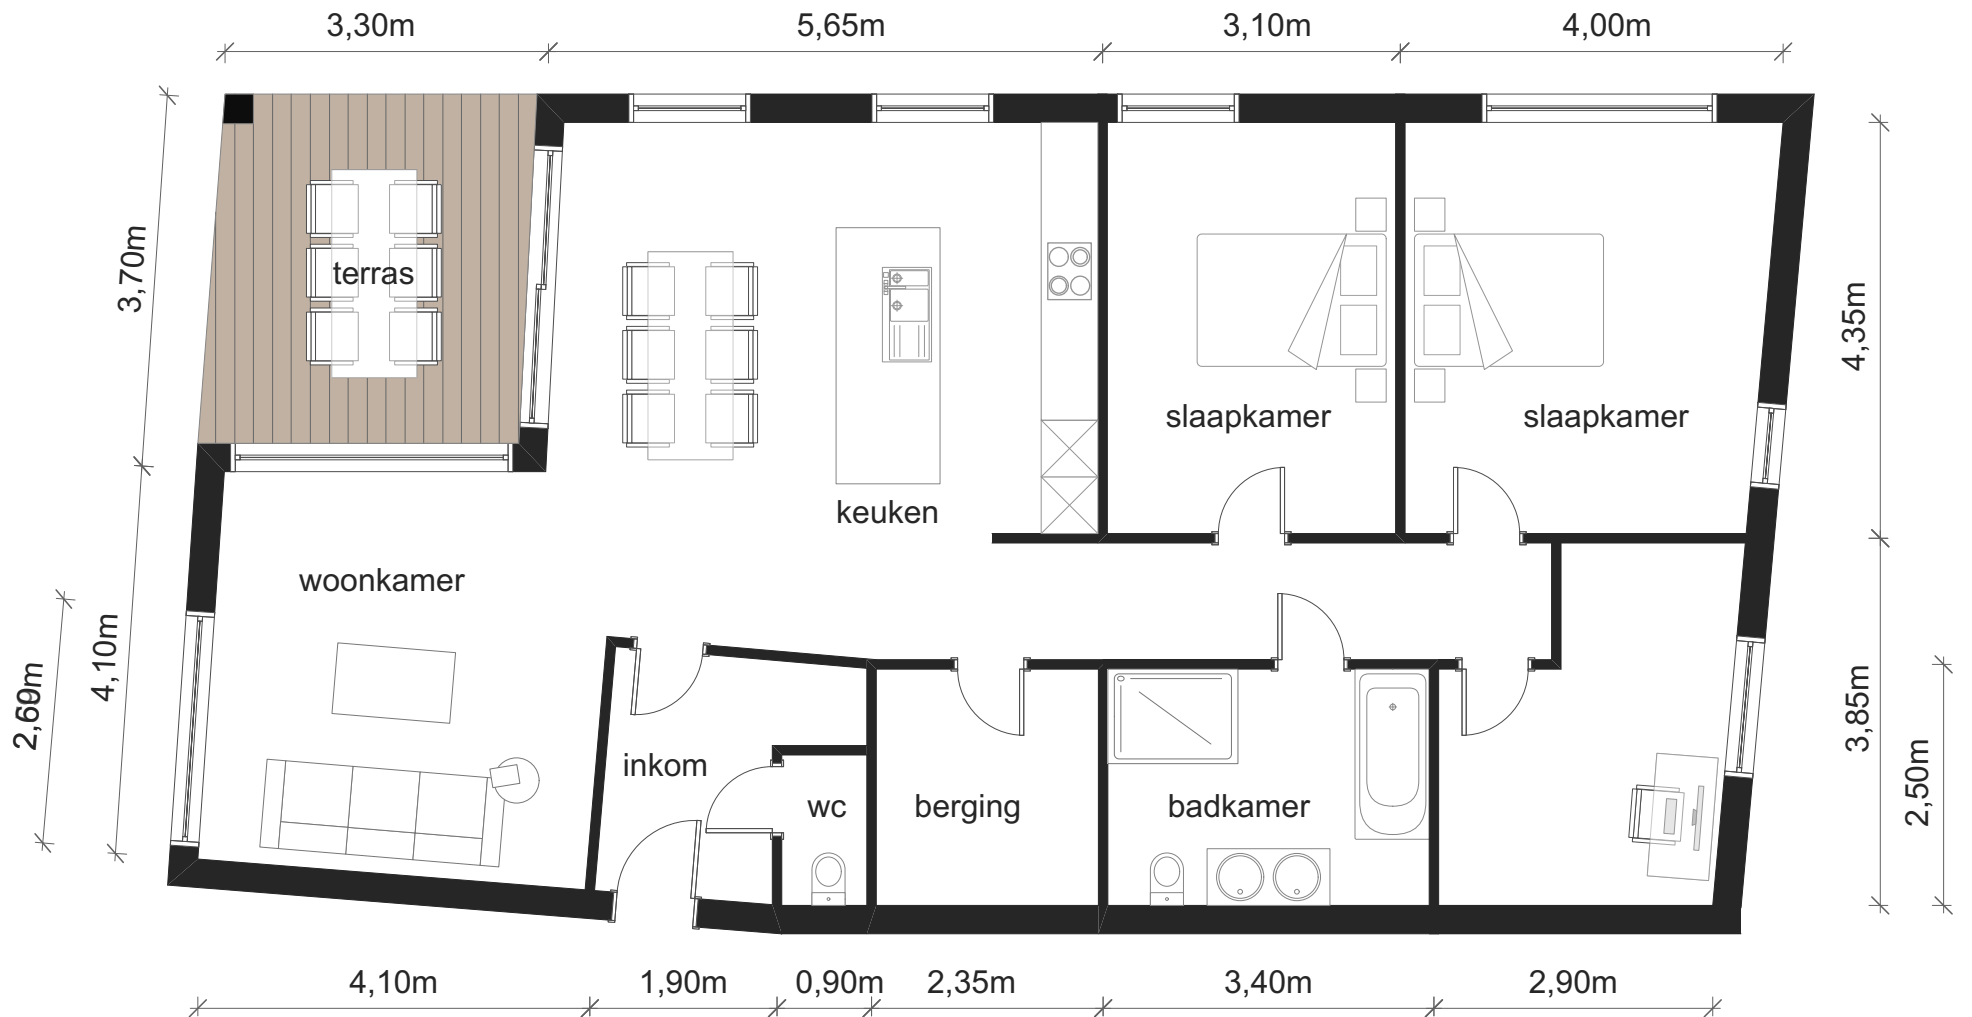 3,30m
5,65m
3,10m
4,00m
3,70m
terras
4,35m
slaapkamer
slaapkamer
keuken
woonkamer
4,10m
3,85m
inkom
wc
berging
badkamer
2,50m
4,10m
1,90m
0,90m
2,35m
3,40m
2,90m